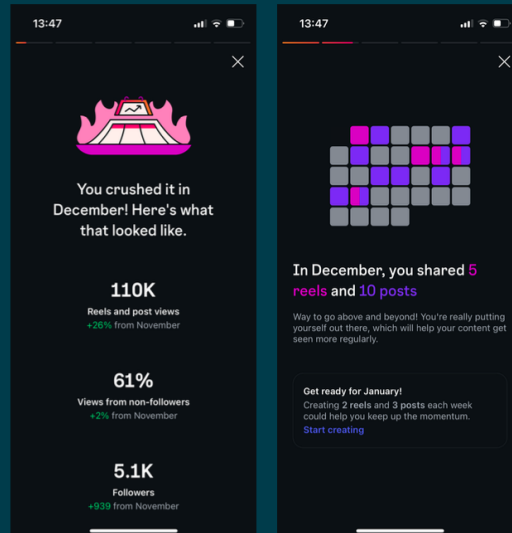 13:47
You crushed it in
December! Here's what
that looked like.
110K
Reels and post views
+26% from November
61%
Views from non-followers
+2% from November
5.1K
Followers
+939 from November
13:47
In December, you shared 5
reels and 10 posts
Way to go above and beyond! You're really putting
yourself out there, which will help your content get
seen more regularly.
Get ready for January!
Creating 2 reels and 3 posts each week
could help you keep up the momentum.
Start creating